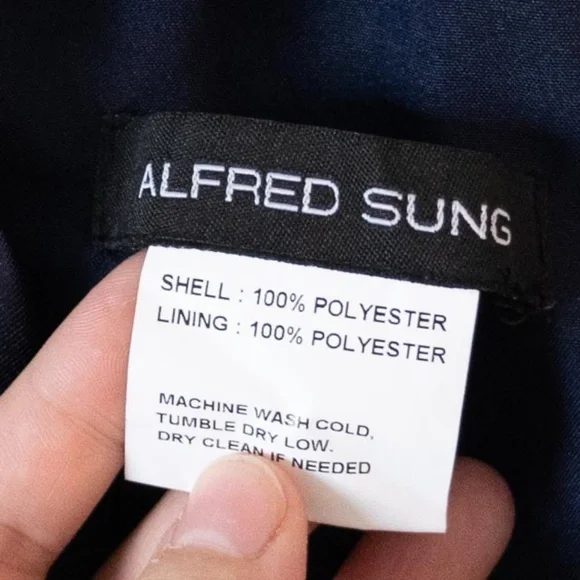 ALFRED SUNG
SHELL : 100% POLYESTER
LINING : 100% POLYESTER
MACHINE WASH COLD,
TUMBLE DRY LOW.
DRY CLEAN IF NEEDED